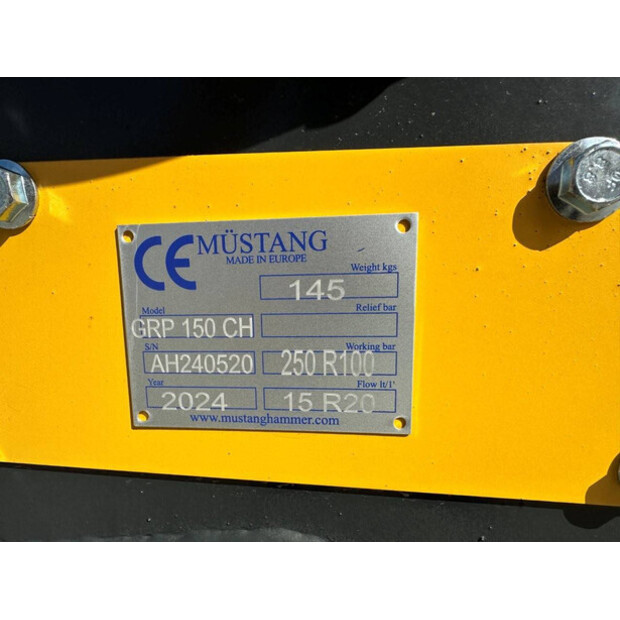 CE MÜSTANG
MADE IN EUROPE
Weight kgs
145
Model
Relief bar
GRP 150 CH
S/N
Working bar
AH240520
250 R100
Year
Flow lt/1'
2024
15 R20
www.mustanghammer.com